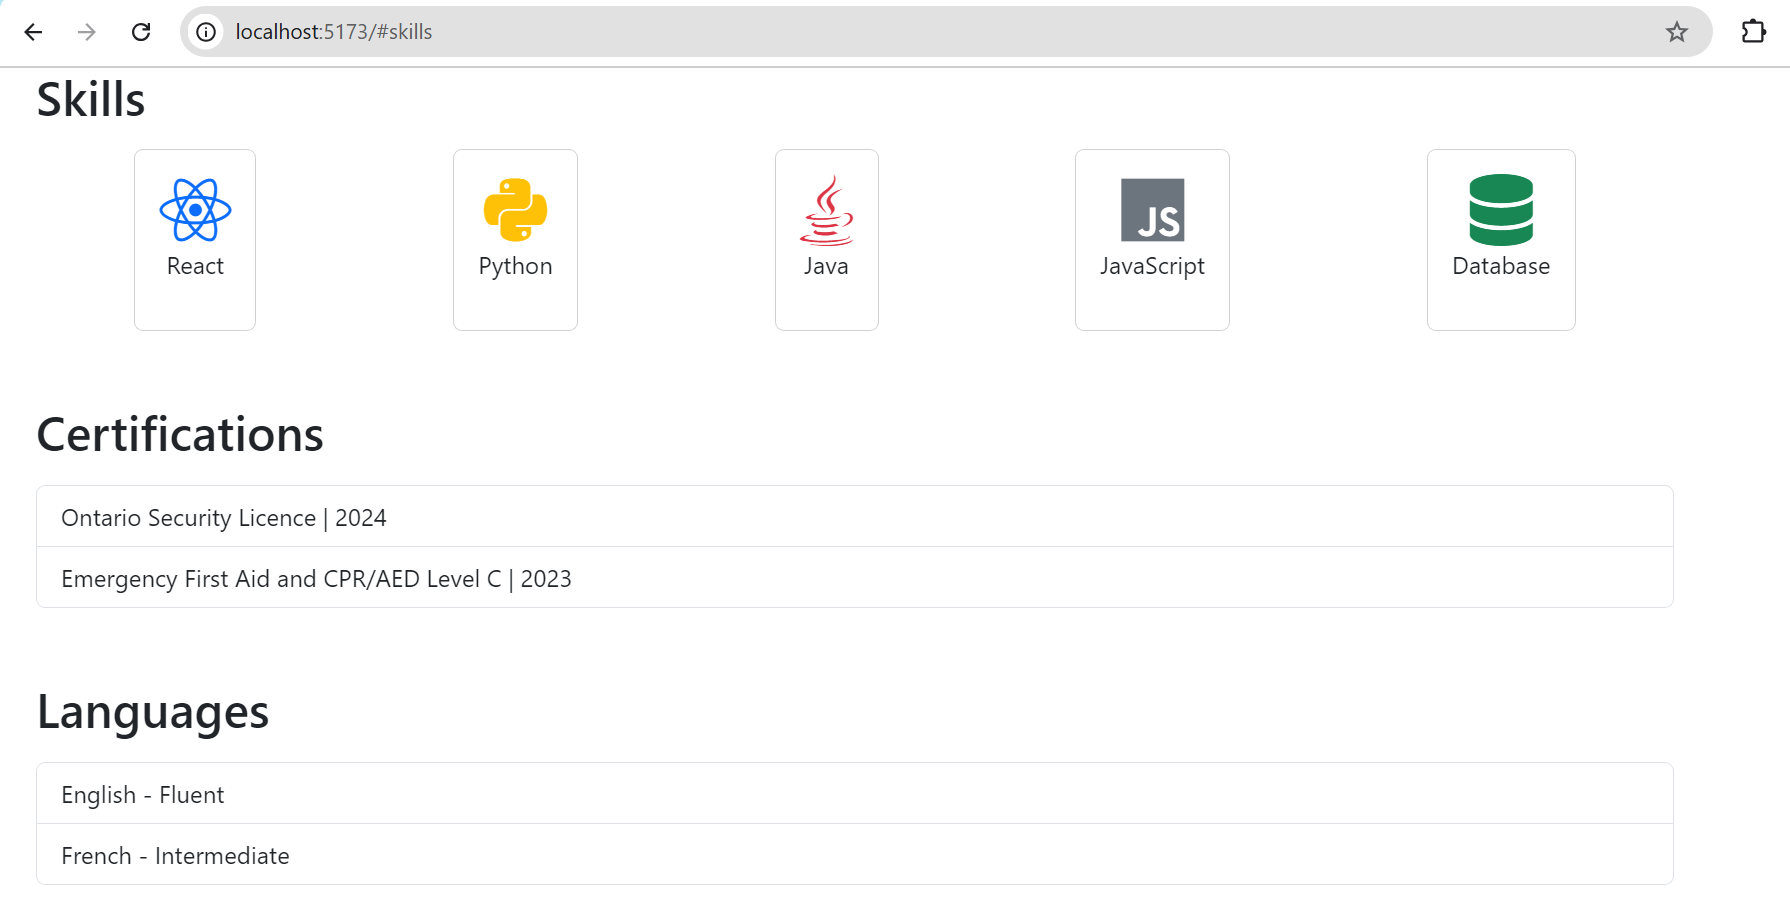 localhost:5173/#skills
Skills
JS
React Python Java JavaScript Database
Certifications
Ontario Security Licence | 2024
Emergency First Aid and CPR/AED Level C | 2023
Languages
English - Fluent
French - Intermediate